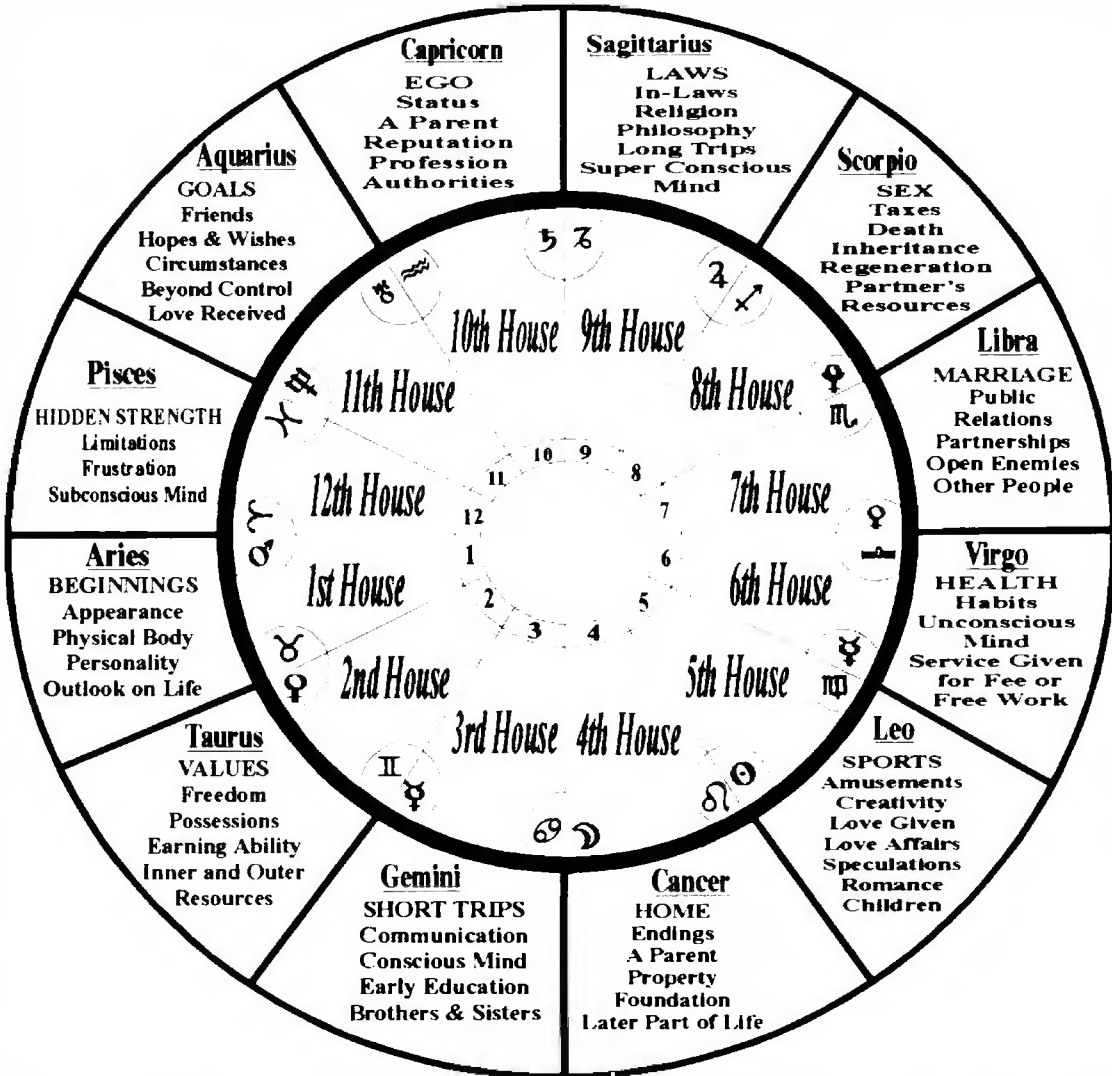 Capricorn
EGO
Status
A Parent
Reputation
Profession
Authorities
Sagittarius
LAWS
In-Laws
Religion
Philosophy
Long Trips
Super Conscious
Mind
Aquarius
GOALS
Friends
Hopes & Wishes
Circumstances
Beyond Control
Love Received
Scorpio
SEX
Taxes
Death
Inheritance
Regeneration
Partner's
Resources
Pisces
HIDDEN STRENGTH
Limitations
Frustration
Subconscious Mind
Libra
MARRIAGE
Public
Relations
Partnerships
Open Enemies
Other People
Aries
BEGINNINGS
Appearance
Physical Body
Personality
Outlook on Life
Virgo
HEALTH
Habits
Unconscious
Mind
Service Given
for Fee or
Free Work
Taurus
VALUES
Freedom
Possessions
Earning Ability
Inner and Outer
Resources
Leo
SPORTS
Amusements
Creativity
Love Given
Love Affairs
Speculations
Romance
Children
Gemini
SHORT TRIPS
Communication
Conscious Mind
Early Education
Brothers & Sisters
Cancer
HOME
Endings
A Parent
Property
Foundation
Later Part of Life
10th House
9th House
11th House
8th House
12th House
7th House
1st House
6th House
2nd House
5th House
3rd House
4th House
10
9
11
8
12
7
1
6
2
5
3
4